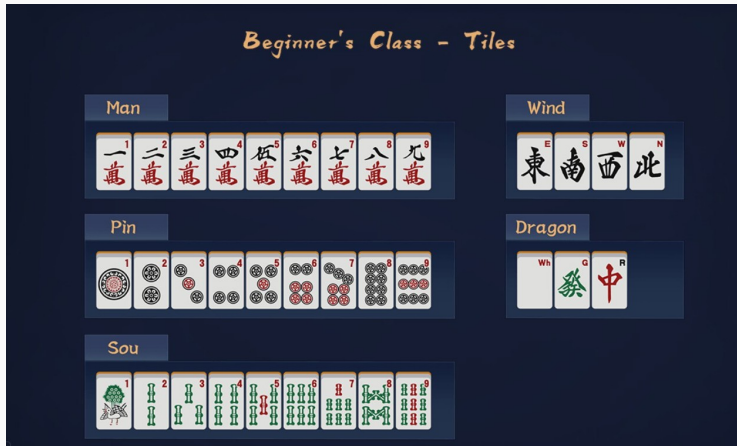 Beginner's Class - Tiles
Man
1 2 3 4 5 6 7 8 9
一 二 三 四 伍 六 七 八 九
萬 萬 萬 萬 萬 萬 萬 萬 萬
Wind
E S W N
東 南 西 北
Pin
1 2 3 4 5 6 7 8 9
Dragon
Wh G R
發 中
Sou
1 2 3 4 5 6 7 8 9